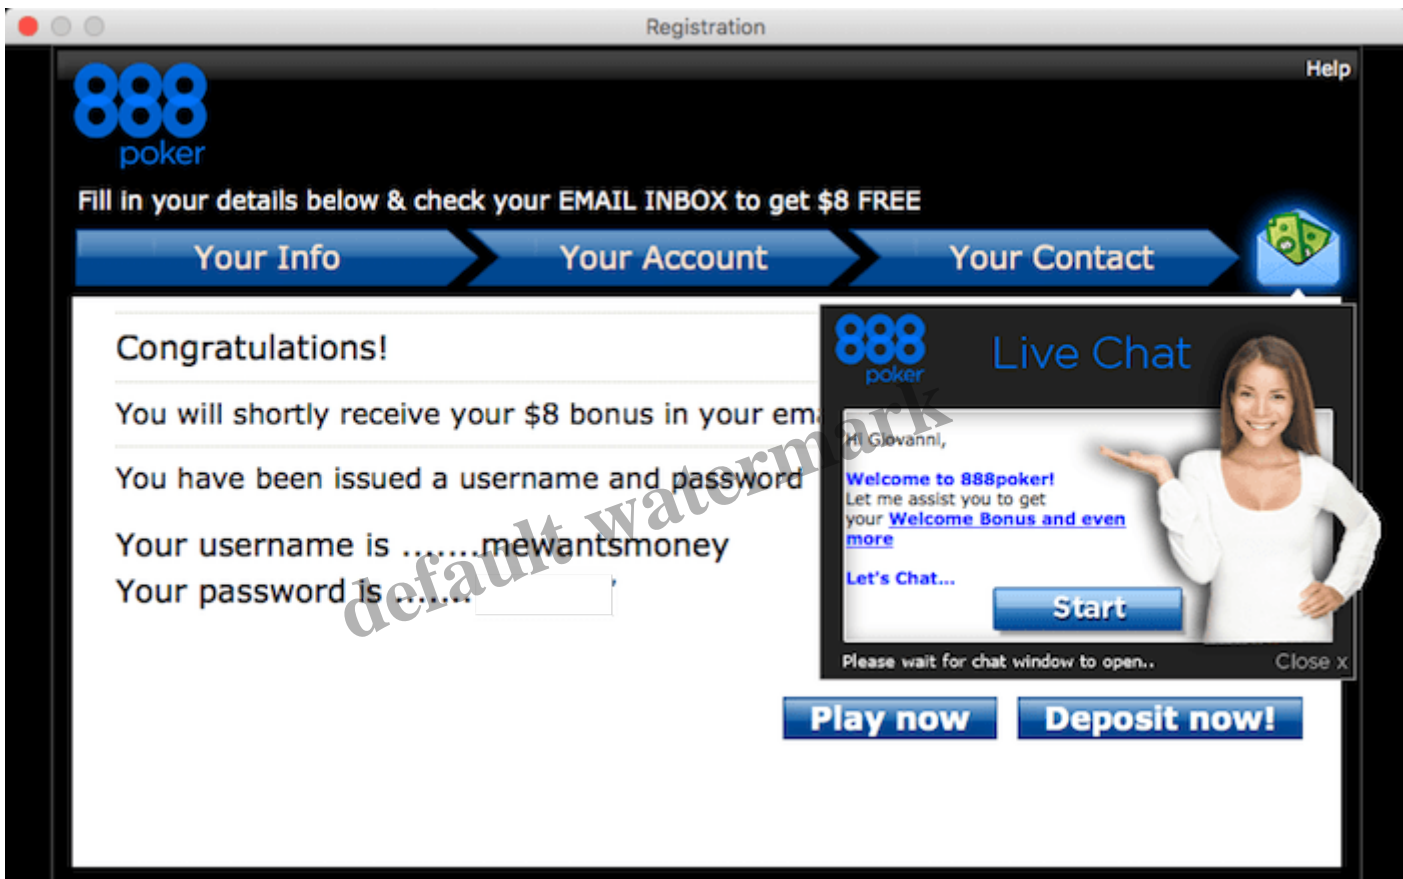 Registration
Help
888
poker
Fill in your details below & check your EMAIL INBOX to get $8 FREE
Your Info
Your Account
Your Contact
Congratulations!
You will shortly receive your $8 bonus in your
You have been issued a username and password
Your username is .......mewantsmoney
Your password is .......
888
poker
Live Chat
Hi Giovanni,
Welcome to 888poker!
Let me assist you to get
your Welcome Bonus and even
more
Let's Chat...
Start
Please wait for chat window to open..
Close x
Play now
Deposit now!
default watermark